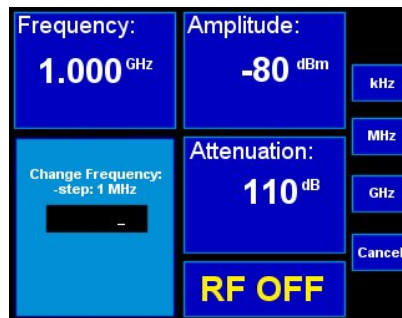 Frequency:
1.000 GHz
Amplitude:
-80 dBm
Change Frequency:
-step: 1 MHz
_
Attenuation:
110 dB
RF OFF
kHz
MHz
GHz
Cancel